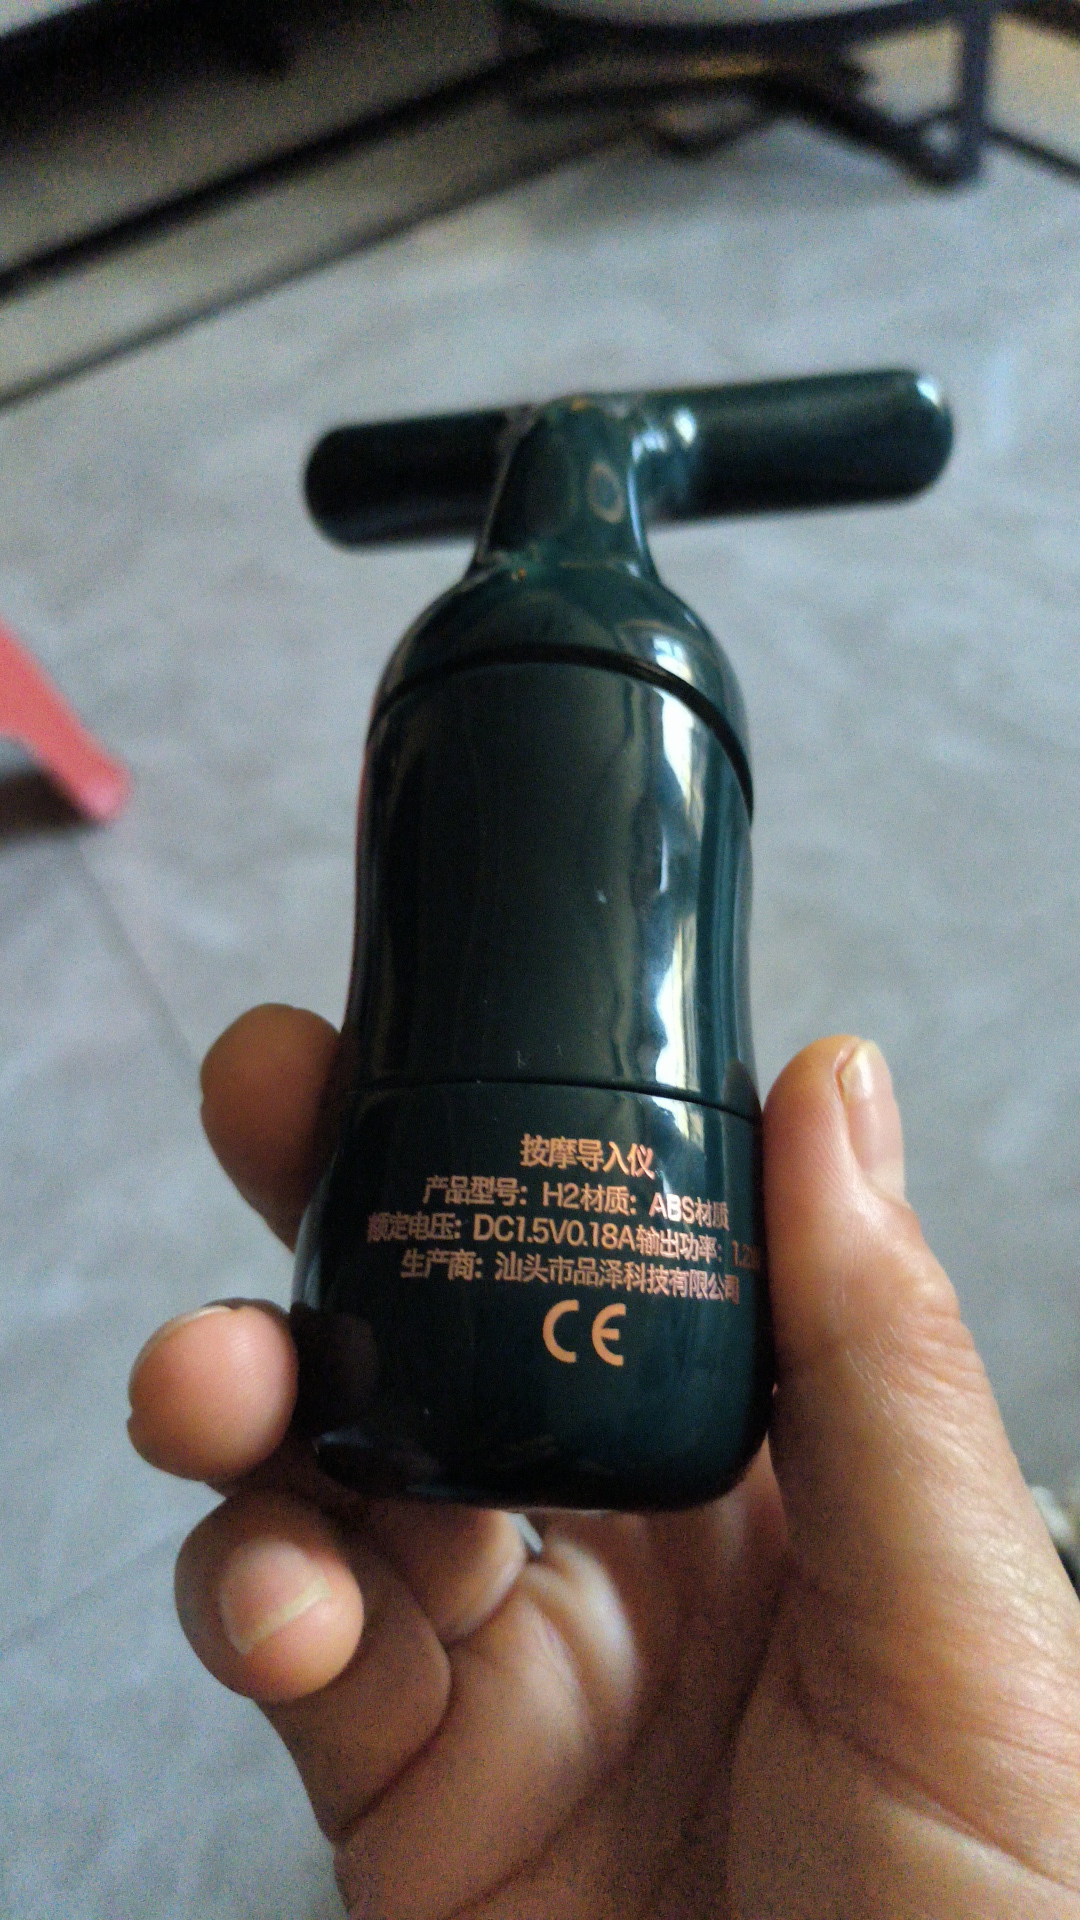 按摩导入仪
产品型号：H2材质：ABS材质
额定电压：DC1.5V0.18A输出功率：
生产商：汕头市品泽科技有限公司
CE